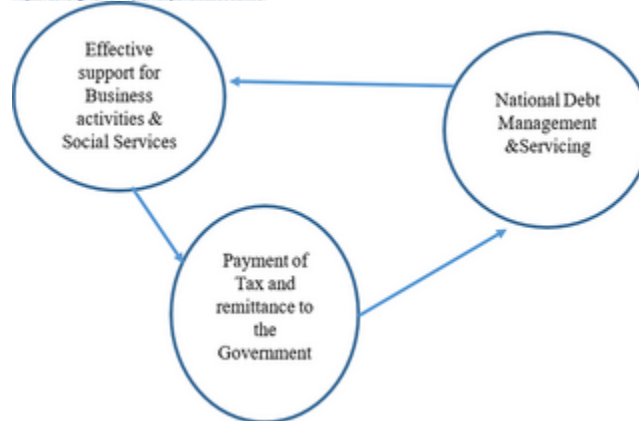 Effective
support for
Business
activities &
Social Services
National Debt
Management
&Servicing
Payment of
Tax and
remittance to
the
Government